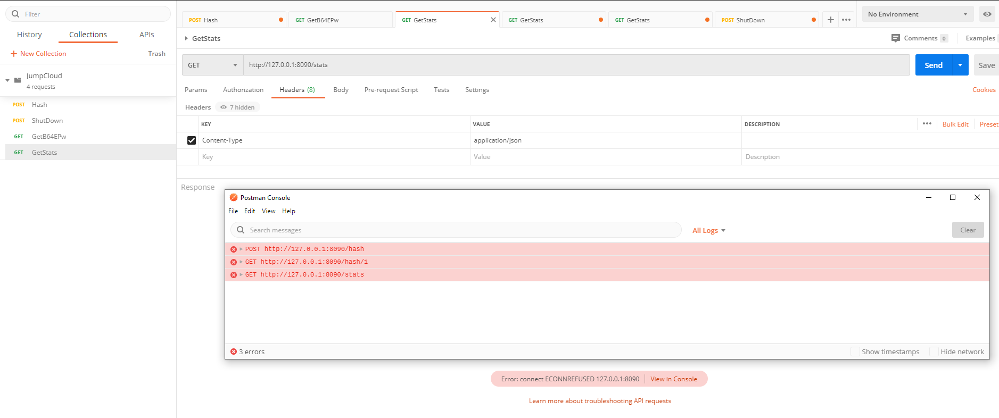 Filter
History Collections APIs
+ New Collection Trash
JumpCloud
4 requests
POST Hash
POST ShutDown
GET GetB64EPw
GET GetStats
POST Hash GET GetB64EPw GET GetStats GET GetStats GET GetStats POST ShutDown
No Environment
GetStats
Comments 0 Examples
GET http://127.0.0.1:8090/stats Send Save
Params Authorization Headers (8) Body Pre-request Script Tests Settings Cookies
Headers 7 hidden
KEY VALUE DESCRIPTION ••• Bulk Edit Preset
Content-Type application/json
Key Value Description
Response
Postman Console
File Edit View Help
Search messages All Logs Clear
POST http://127.0.0.1:8090/hash
GET http://127.0.0.1:8090/hash/1
GET http://127.0.0.1:8090/stats
3 errors Show timestamps Hide network
Error: connect ECONNREFUSED 127.0.0.1:8090 View in Console
Learn more about troubleshooting API requests